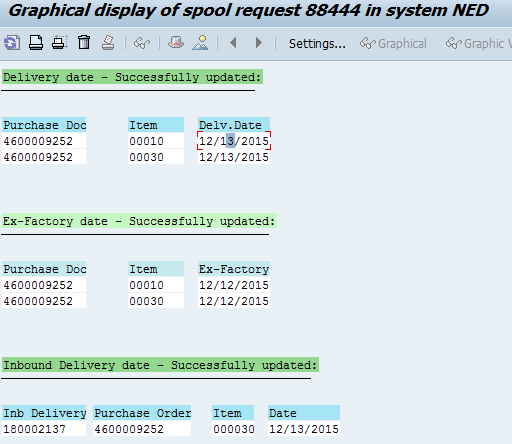 Graphical display of spool request 88444 in system NED
Settings... Graphical Graphic
Delivery date - Successfully updated:
Purchase Doc Item Delv.Date
4600009252 00010 12/13/2015
4600009252 00030 12/13/2015
Ex-Factory date - Successfully updated:
Purchase Doc Item Ex-Factory
4600009252 00010 12/12/2015
4600009252 00030 12/12/2015
Inbound Delivery date - Successfully updated:
Inb Delivery Purchase Order Item Date
180002137 4600009252 000030 12/13/2015